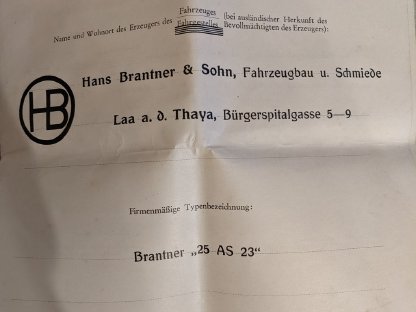 Name und Wohnort des Erzeugers des Fahrzeuges Fahrgestelles (bei ausländischer Herkunft des Bevollmächtigten des Erzeugers):
HB
Hans Brantner & Sohn, Fahrzeugbau u. Schmiede
Laa a. d. Thaya, Bürgerspitalgasse 5—9
Firmenmäßige Typenbezeichnung:
Brantner „25 AS 23“